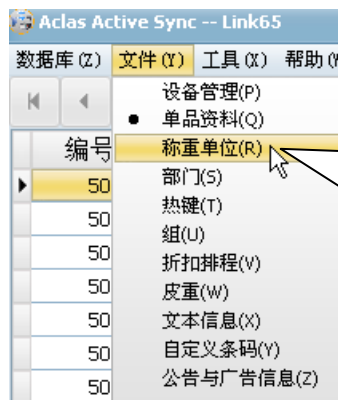 Aclas Active Sync -- Link65
数据库(Z) 文件(Y) 工具(X) 帮助(
设备管理(P)
单品资料(Q)
编号
称重单位(R)
50
部门(S)
50
热键(T)
组(U)
50
折扣排程(V)
50
皮重(W)
50
文本信息(X)
50
自定义条码(Y)
50
公告与广告信息(Z)